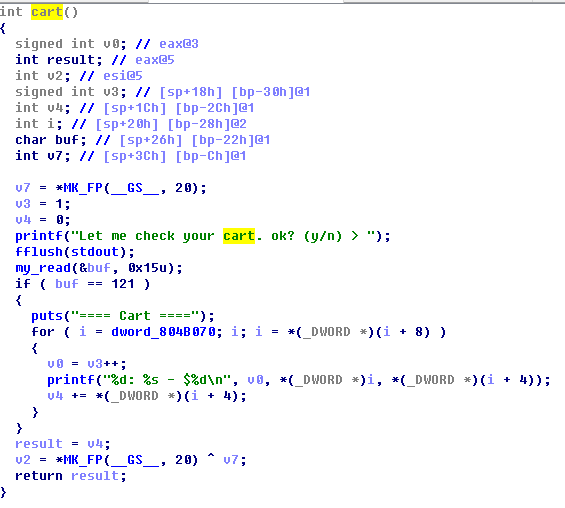 int cart()
{
  signed int v0; // eax@3
  int result; // eax@5
  int v2; // esi@5
  signed int v3; // [sp+18h] [bp-30h]@1
  int v4; // [sp+1Ch] [bp-2Ch]@1
  int i; // [sp+20h] [bp-28h]@2
  char buf; // [sp+26h] [bp-22h]@1
  int v7; // [sp+3Ch] [bp-Ch]@1

  v7 = *MK_FP(__GS__, 20);
  v3 = 1;
  v4 = 0;
  printf("Let me check your cart. ok? (y/n) > ");
  fflush(stdout);
  my_read(&buf, 0x15u);
  if ( buf == 121 )
  {
    puts("==== Cart ====");
    for ( i = dword_804B070; i; i = *(_DWORD *)(i + 8) )
    {
      v0 = v3++;
      printf("%d: %s - $%d\n", v0, *(_DWORD *)i, *(_DWORD *)(i + 4));
      v4 += *(_DWORD *)(i + 4);
    }
  }
  result = v4;
  v2 = *MK_FP(__GS__, 20) ^ v7;
  return result;
}